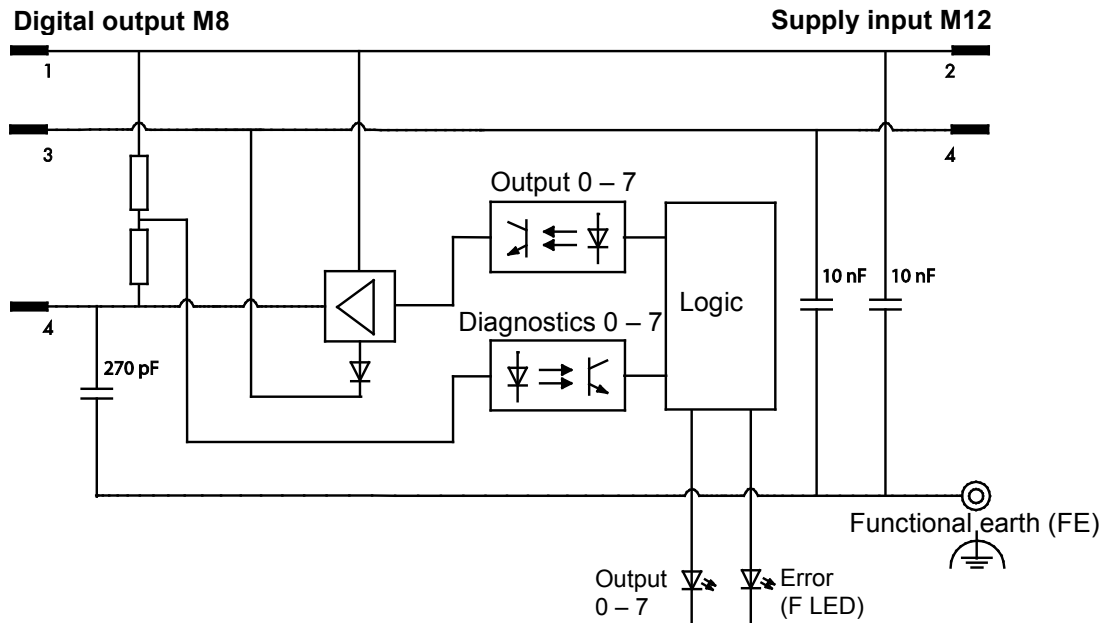 Digital output M8
Supply input M12
1
2
3
4
Output 0 – 7
10 nF
10 nF
Logic
4
Diagnostics 0 – 7
270 pF
Functional earth (FE)
Output
0 – 7
Error
(F LED)